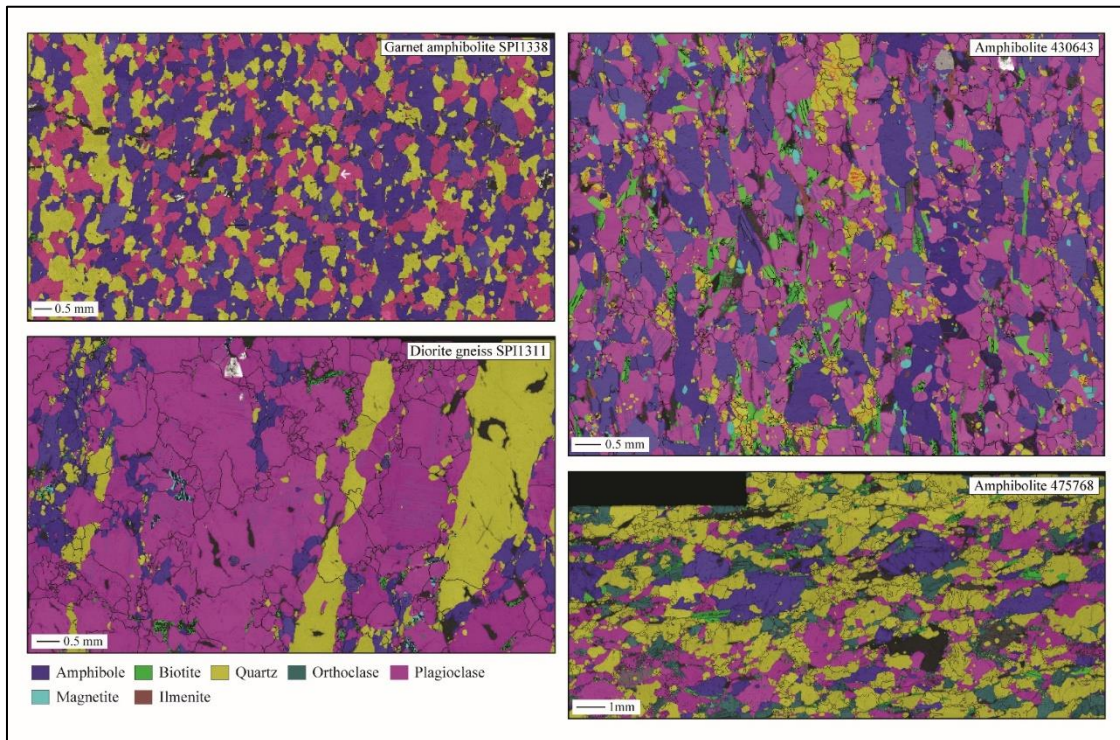 Garnet amphibolite SPI1338
0.5 mm
Amphibolite 430643
0.5 mm
Diorite gneiss SPI1311
0.5 mm
Amphibolite 475768
1mm
Amphibole Biotite Quartz Orthoclase Plagioclase
Magnetite Ilmenite